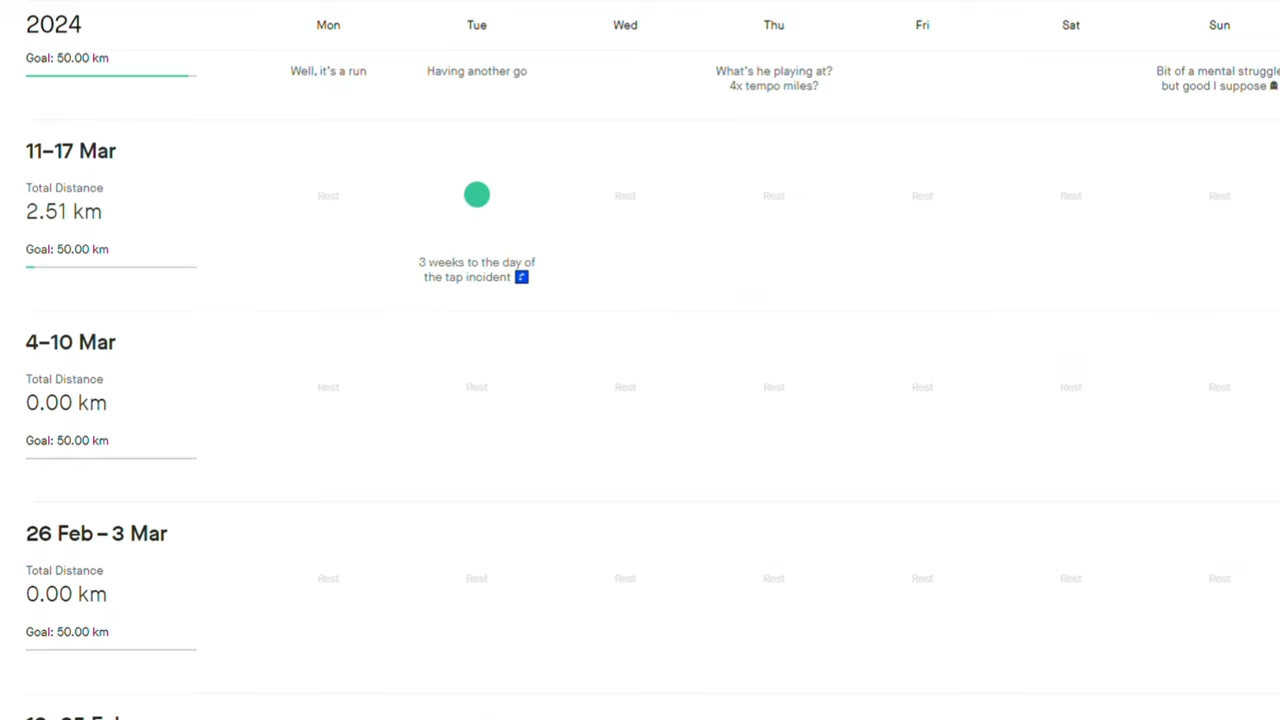 2024
Mon
Tue
Wed
Thu
Fri
Sat
Sun
Goal: 50.00 km
Well, it's a run
Having another go
What's he playing at?
4x tempo miles?
Bit of a mental struggle
but good I suppose
11–17 Mar
Total Distance
2.51 km
Goal: 50.00 km
Rest
Rest
Rest
Rest
Rest
Rest
3 weeks to the day of
the tap incident
4–10 Mar
Total Distance
0.00 km
Goal: 50.00 km
Rest
Rest
Rest
Rest
Rest
Rest
Rest
26 Feb – 3 Mar
Total Distance
0.00 km
Goal: 50.00 km
Rest
Rest
Rest
Rest
Rest
Rest
Rest